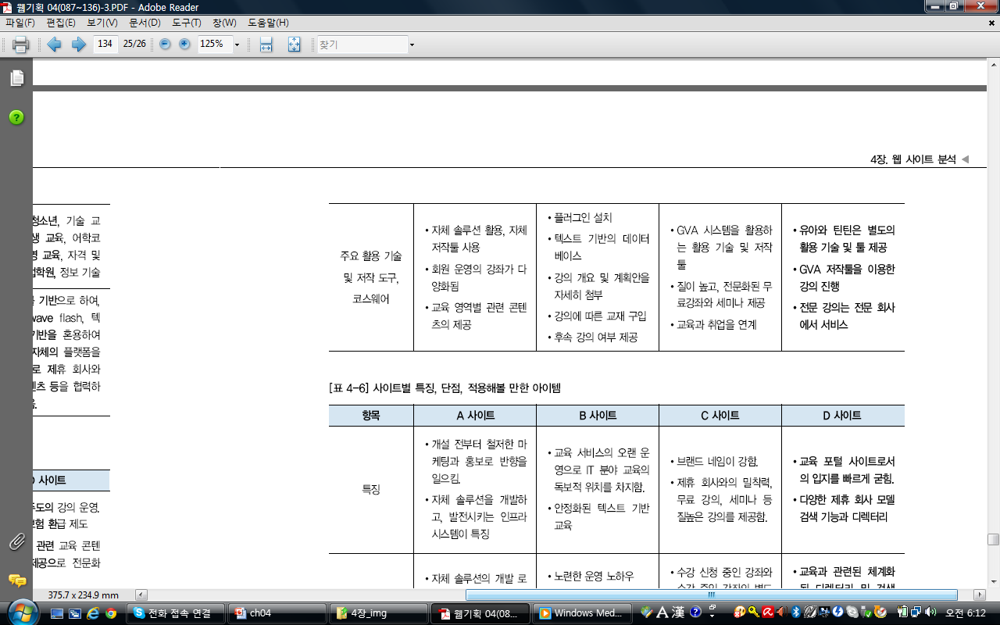 웹기획 04(087~136)-3.PDF - Adobe Reader
파일(F) 편집(E) 보기(V) 문서(D) 도구(T) 창(W) 도움말(H)
134 25/26 125% 찾기
4장. 웹 사이트 분석
청소년, 기술 교
생 교육, 어학코
영 교육, 자격 및
업학원, 정보 기술
기반으로 하여,
wave flash, 텍
기반을 혼용하여
자체의 플랫폼을
로 제휴 회사와
텐츠 등을 협력하
사이트
주도의 강의 운영.
보험 환급 제도
관련 교육 콘텐
제공으로 전문화
주요 활용 기술
및 저작 도구,
코스웨어
• 자체 솔루션 활용, 자체
저작툴 사용
• 회원 운영의 강좌가 다
양화됨
• 교육 영역별 관련 콘텐
츠의 제공
• 플러그인 설치
• 텍스트 기반의 데이터
베이스
• 강의 개요 및 계획안을
자세히 첨부
• 강의에 따른 교재 구입
• 후속 강의 여부 제공
• GVA 시스템을 활용하
는 활용 기술 및 저작
툴
• 질이 높고, 전문화된 무
료강좌와 세미나 제공
• 교육과 취업을 연계
• 유아와 틴틴은 별도의
활용 기술 및 툴 제공
• GVA 저작툴을 이용한
강의 진행
• 전문 강의는 전문 회사
에서 서비스
[표 4-6] 사이트별 특징, 단점, 적용해볼 만한 아이템
항목 A 사이트 B 사이트 C 사이트 D 사이트
특징
• 개설 전부터 철저한 마
케팅과 홍보로 반향을
일으킴.
• 자체 솔루션을 개발하
고, 발전시키는 인프라
시스템이 특징
• 교육 서비스의 오랜 운
영으로 IT 분야 교육의
독보적 위치를 차지함.
• 안정화된 텍스트 기반
교육
• 브랜드 네임이 강함.
• 제휴 회사와의 밀착력,
무료 강의, 세미나 등
질높은 강의를 제공함.
• 교육 포털 사이트로서
의 입지를 빠르게 굳힘.
• 다양한 제휴 회사 모델
검색 기능과 디렉터리
• 자체 솔루션의 개발 로
• 노련한 운영 노하우
• 수강 신청 중인 강좌와
수강 중인 강좌의 별도
• 교육과 관련된 체계화
된 디렉터리 및 검색
375.7 x 234.9 mm
전화 접속 연결 ch04 4장_img 웹기획 04(08... Windows Med... A 漢 오전 6:12